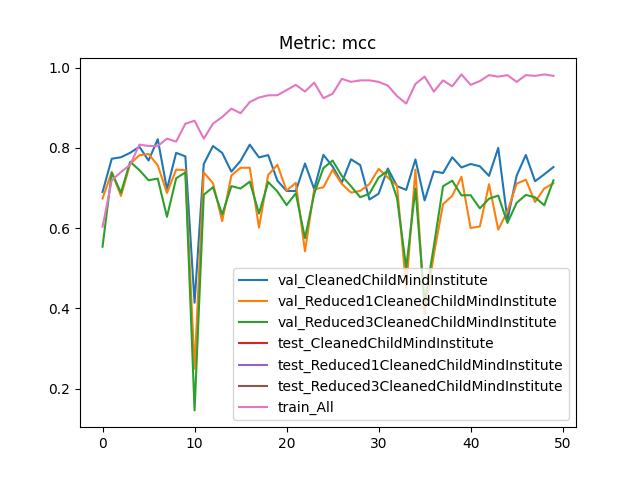 Metric: mcc
1.0
0.8
0.6
0.4
0.2
0
10
20
30
40
50
val_CleanedChildMindInstitute
val_Reduced1CleanedChildMindInstitute
val_Reduced3CleanedChildMindInstitute
test_CleanedChildMindInstitute
test_Reduced1CleanedChildMindInstitute
test_Reduced3CleanedChildMindInstitute
train_All